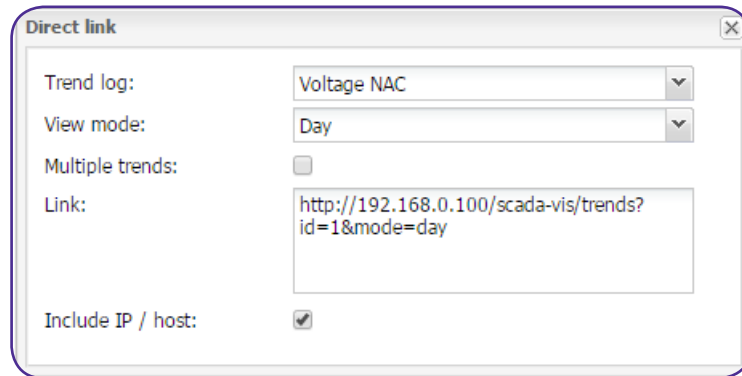 Direct link
Trend log: Voltage NAC
View mode: Day
Multiple trends:
Link: http://192.168.0.100/scada-vis/trends?
id=1&mode=day
Include IP / host: